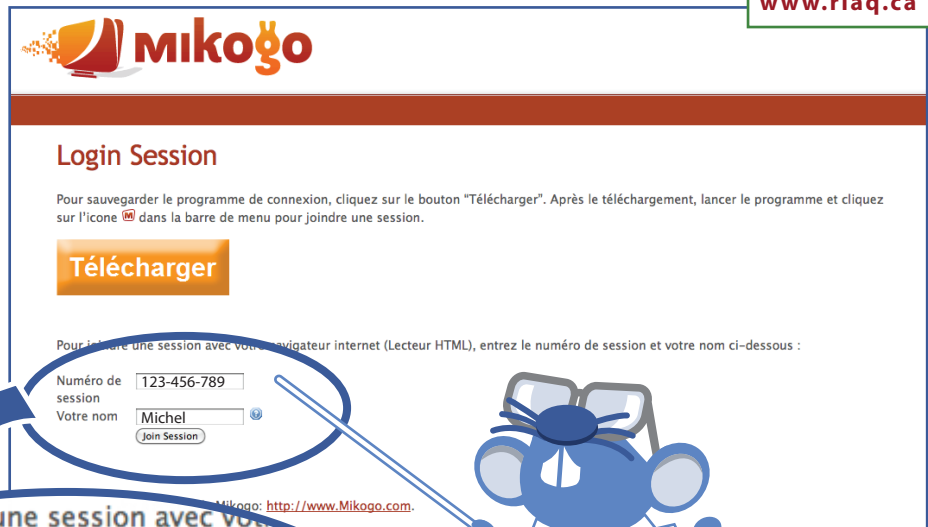 www.riaq.ca
mikogo
Login Session
Pour sauvegarder le programme de connexion, cliquez sur le bouton "Télécharger". Après le téléchargement, lancer le programme et cliquez
sur l'icone M dans la barre de menu pour joindre une session.
Télécharger
Pour joindre une session avec votre navigateur internet (Lecteur HTML), entrez le numéro de session et votre nom ci-dessous :
Numéro de 123-456-789
session
Votre nom Michel ?
Join Session
Mikogo: http://www.Mikogo.com.
une session avec